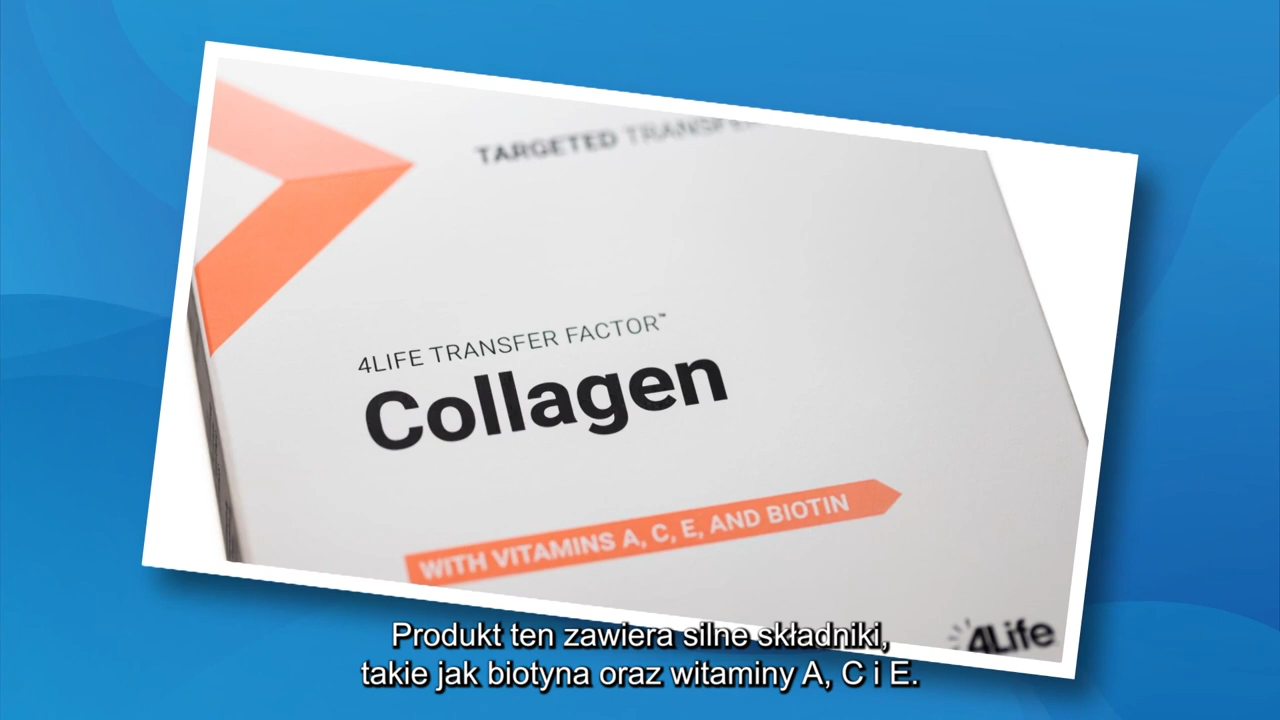 TARGETED TRANSFER
4LIFE TRANSFER FACTOR™
Collagen
WITH VITAMINS A, C, E, AND BIOTIN
4Life
Produkt ten zawiera silne składniki,
takie jak biotyna oraz witaminy A, C i E.